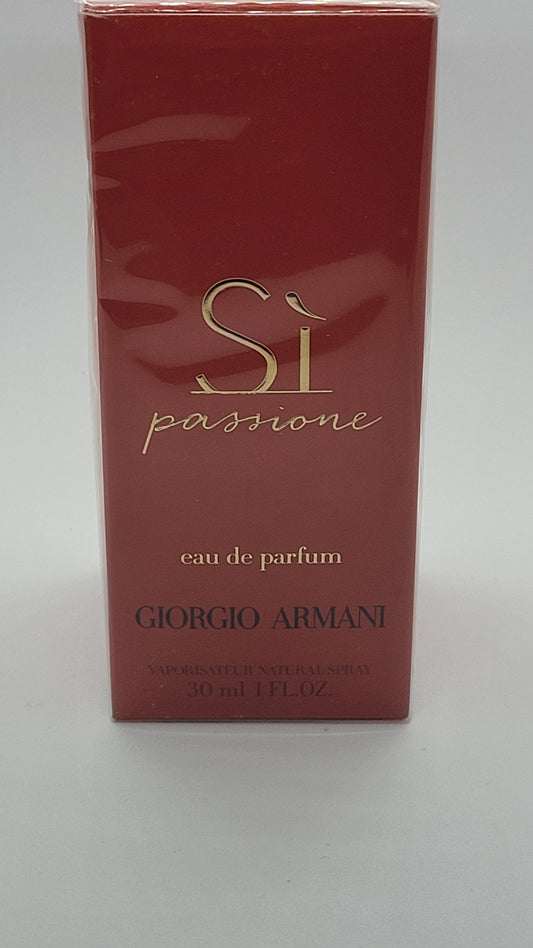 Sì
passione
eau de parfum
GIORGIO ARMANI
VAPORISATEUR NATURAL SPRAY
30 ml 1 FL.OZ.